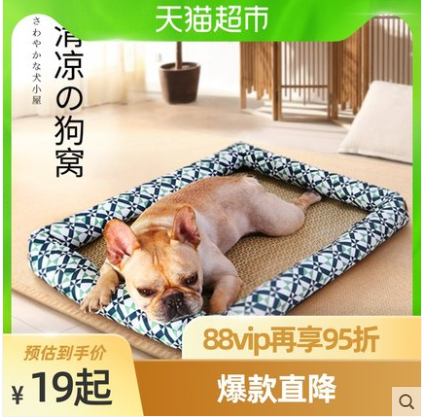 天猫超市
さわやかな犬小屋
清凉の狗窝
88vip再享95折
预估到手价
¥19起
爆款直降